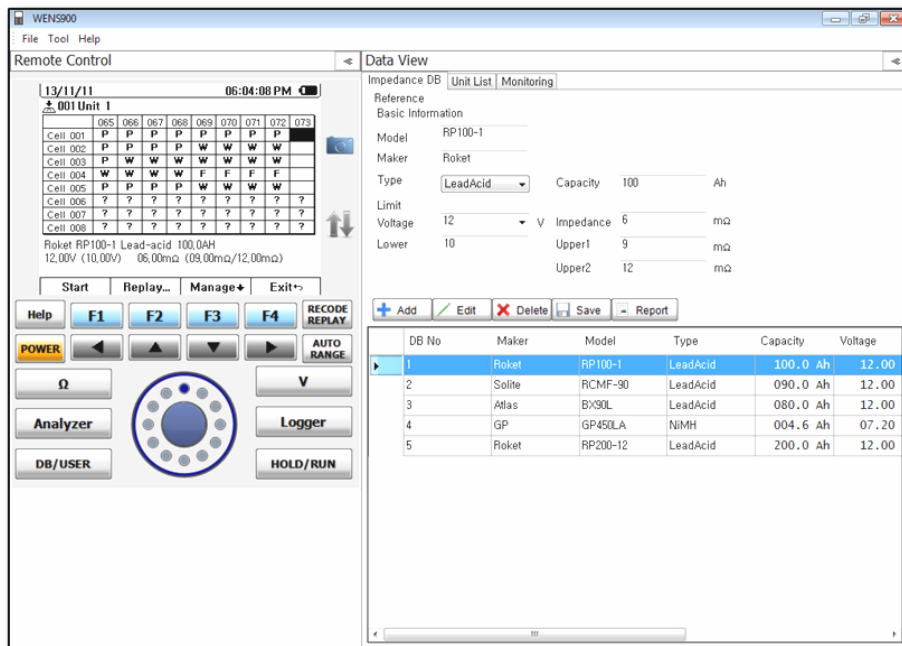 WENS900
File Tool Help
Remote Control
13/11/11 06:04:08 PM
001 Unit 1
065 066 067 068 069 070 071 072 073
Cell 001 P P P P P P P P
Cell 002 P P P P W W W W
Cell 003 P W W W W W W W
Cell 004 W W W W F F F F
Cell 005 P P P P W W W W
Cell 006 ? ? ? ? ? ? ? ? ?
Cell 007 ? ? ? ? ? ? ? ? ?
Cell 008 ? ? ? ? ? ? ? ? ?
Roket RP100-1 Lead-acid 100,0AH
12,00V (10,00V) 06,00mΩ (09,00mΩ/12,00mΩ)
Start Replay... Manage Exit
Help F1 F2 F3 F4 RECODE REPLAY
POWER AUTO RANGE
Ω V
Analyzer Logger
DB/USER HOLD/RUN
Data View
Impedance DB Unit List Monitoring
Reference
Basic Information
Model RP100-1
Maker Roket
Type LeadAcid Capacity 100 Ah
Limit
Voltage 12 V Impedance 6 mΩ
Lower 10 Upper1 9 mΩ
Upper2 12 mΩ
Add Edit Delete Save Report
DB No Maker Model Type Capacity Voltage
1 Roket RP100-1 LeadAcid 100.0 Ah 12.00
2 Solite RCMF-90 LeadAcid 090.0 Ah 12.00
3 Atlas BX90L LeadAcid 080.0 Ah 12.00
4 GP GP450LA NiMH 004.6 Ah 07.20
5 Roket RP200-12 LeadAcid 200.0 Ah 12.00